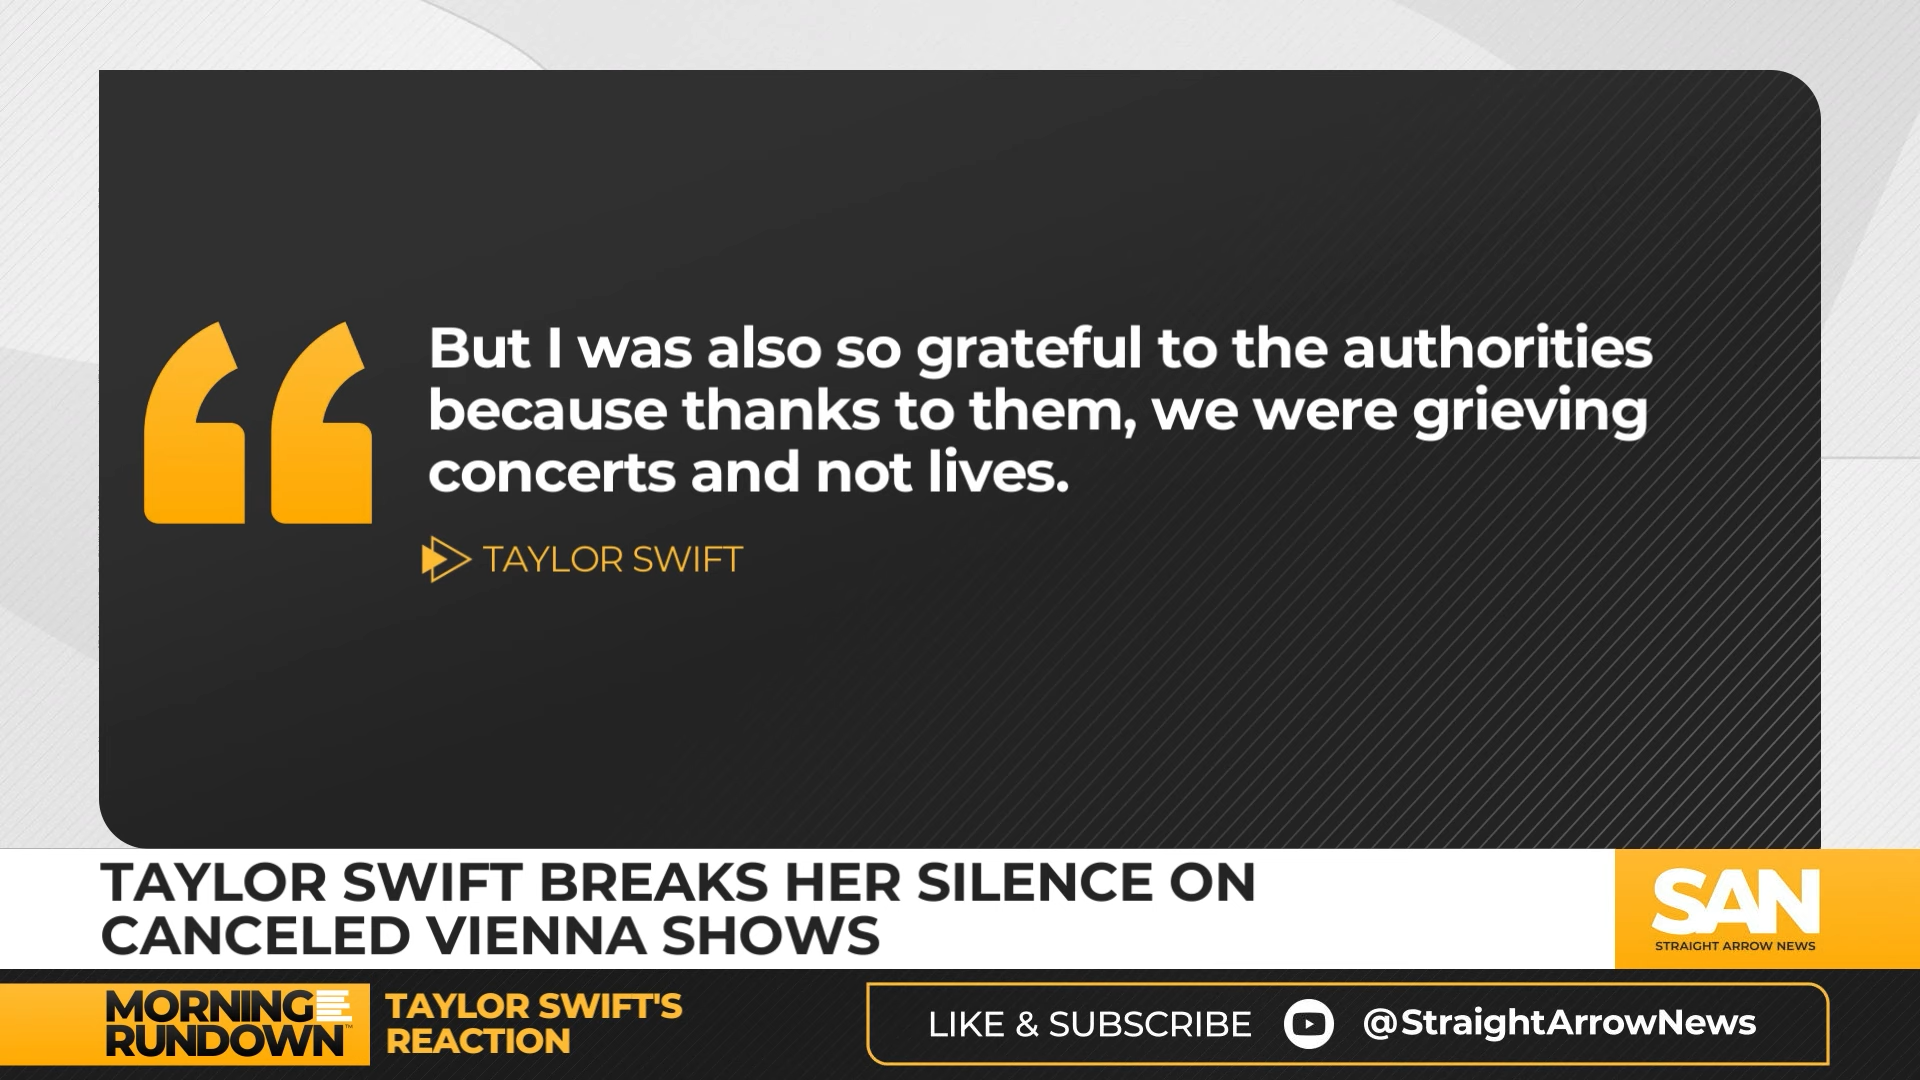 But I was also so grateful to the authorities
because thanks to them, we were grieving
concerts and not lives.
TAYLOR SWIFT
TAYLOR SWIFT BREAKS HER SILENCE ON
CANCELED VIENNA SHOWS
SAN
STRAIGHT ARROW NEWS
MORNING
RUNDOWN™
TAYLOR SWIFT'S
REACTION
LIKE & SUBSCRIBE
@StraightArrowNews